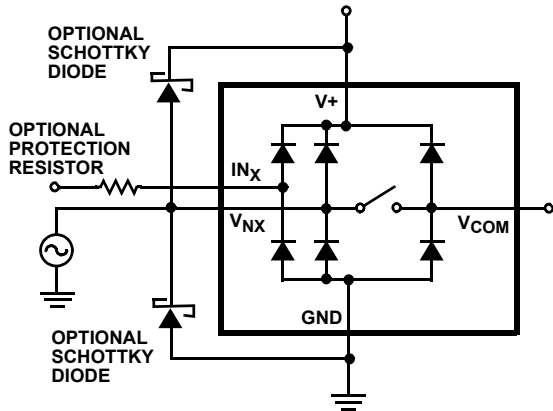 OPTIONAL
SCHOTTKY
DIODE
OPTIONAL
PROTECTION
RESISTOR
V+
INX
VNX
VCOM
GND
OPTIONAL
SCHOTTKY
DIODE